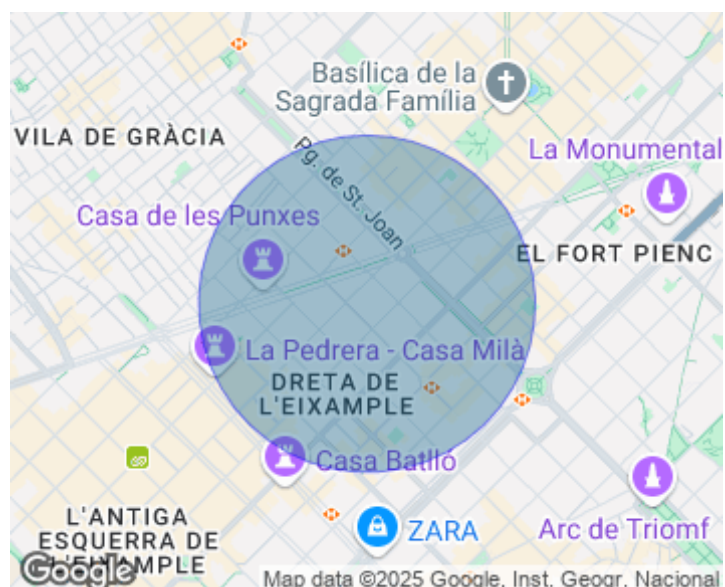 Basílica de la
Sagrada Família
VILA DE GRÀCIA
La Monumental
Pg. de St. Joan
Casa de les Punxes
EL FORT PIENC
La Pedrera - Casa Milà
DRETA DE
L'EIXAMPLE
Casa Batlló
L'ANTIGA
ESQUERRA DE
L'EIXAMPLE
ZARA
Arc de Triomf
Google
Map data ©2025 Google, Inst. Geogr. Nacional